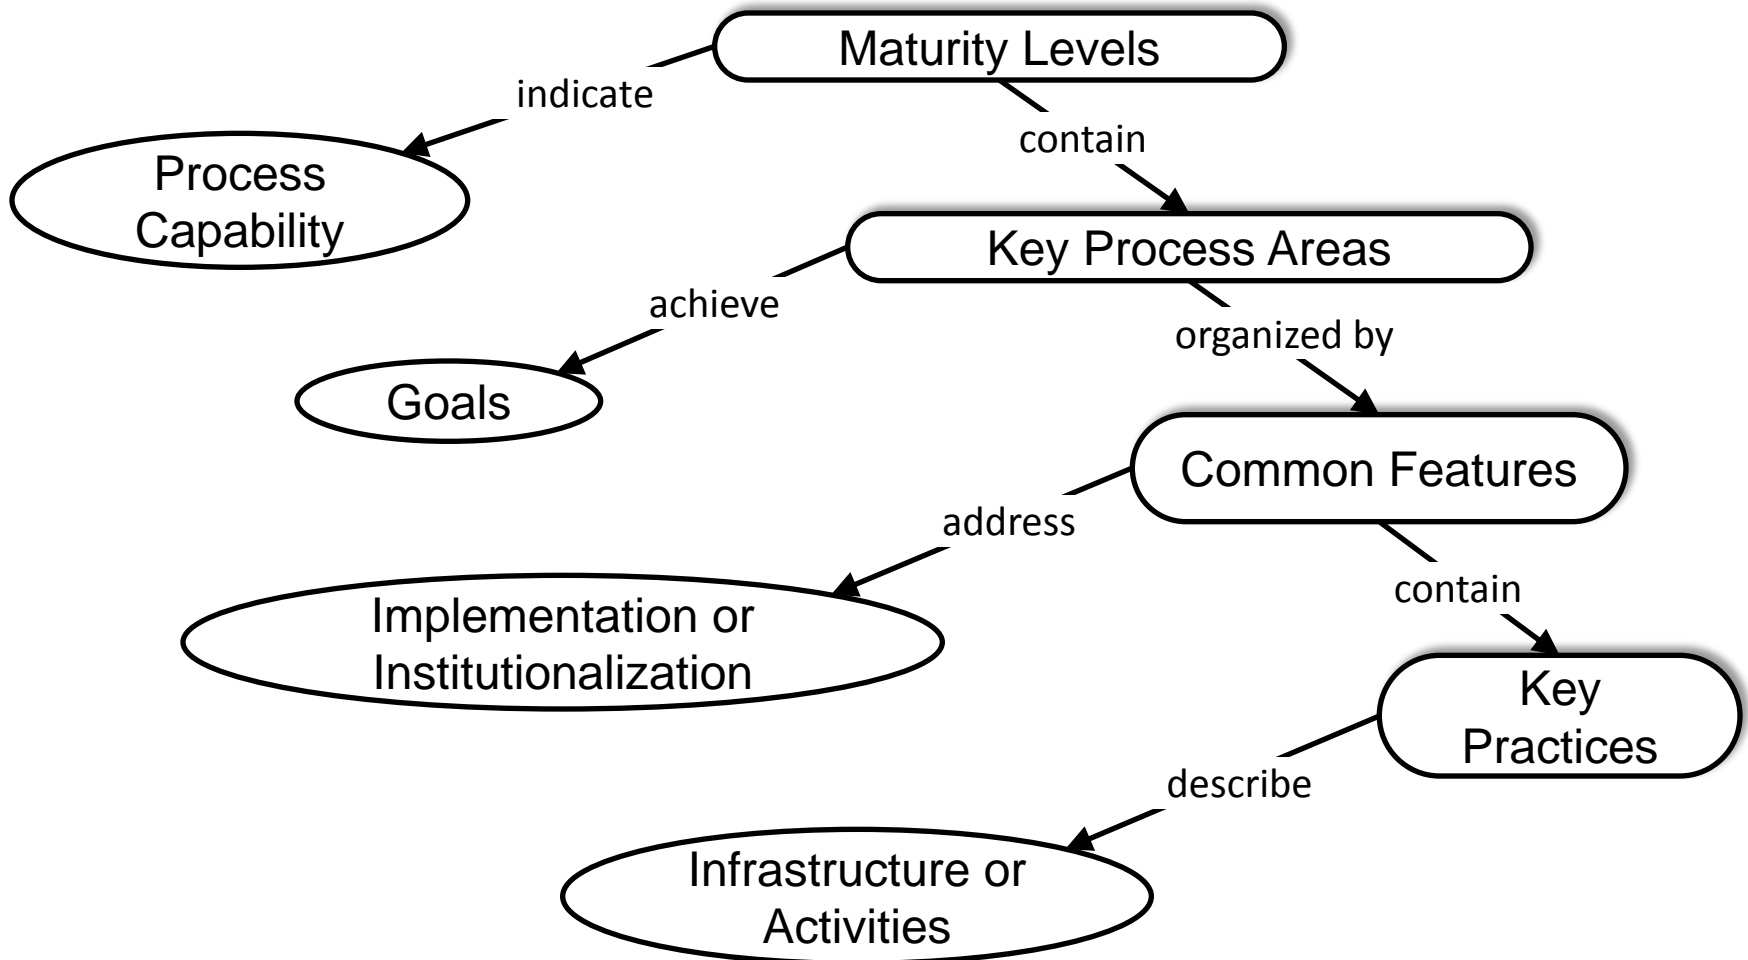 Maturity Levels
indicate
contain
Process
Capability
Key Process Areas
achieve
organized by
Goals
Common Features
address
contain
Implementation or
Institutionalization
Key
Practices
describe
Infrastructure or
Activities